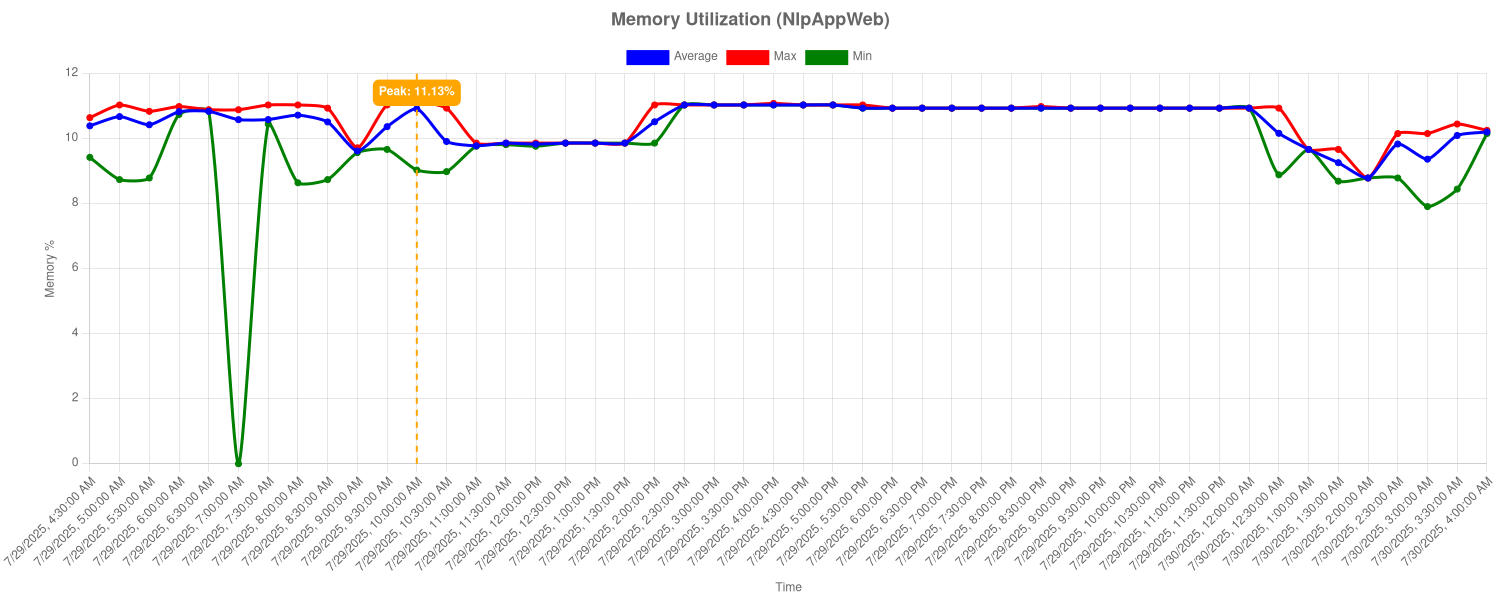 Memory Utilization (NlpAppWeb)
Average Max Min
Peak: 11.13%
12
10
8
6
4
2
0
Memory %
7/29/2025, 4:30:00 AM
7/29/2025, 5:00:00 AM
7/29/2025, 5:30:00 AM
7/29/2025, 6:00:00 AM
7/29/2025, 6:30:00 AM
7/29/2025, 7:00:00 AM
7/29/2025, 7:30:00 AM
7/29/2025, 8:00:00 AM
7/29/2025, 8:30:00 AM
7/29/2025, 9:00:00 AM
7/29/2025, 9:30:00 AM
7/29/2025, 10:00:00 AM
7/29/2025, 10:30:00 AM
7/29/2025, 11:00:00 AM
7/29/2025, 11:30:00 AM
7/29/2025, 12:00:00 PM
7/29/2025, 12:30:00 PM
7/29/2025, 1:00:00 PM
7/29/2025, 1:30:00 PM
7/29/2025, 2:00:00 PM
7/29/2025, 2:30:00 PM
7/29/2025, 3:00:00 PM
7/29/2025, 3:30:00 PM
7/29/2025, 4:00:00 PM
7/29/2025, 4:30:00 PM
7/29/2025, 5:00:00 PM
7/29/2025, 5:30:00 PM
7/29/2025, 6:00:00 PM
7/29/2025, 6:30:00 PM
7/29/2025, 7:00:00 PM
7/29/2025, 7:30:00 PM
7/29/2025, 8:00:00 PM
7/29/2025, 8:30:00 PM
7/29/2025, 9:00:00 PM
7/29/2025, 9:30:00 PM
7/29/2025, 10:00:00 PM
7/29/2025, 10:30:00 PM
7/29/2025, 11:00:00 PM
7/29/2025, 11:30:00 PM
7/30/2025, 12:00:00 AM
7/30/2025, 12:30:00 AM
7/30/2025, 1:00:00 AM
7/30/2025, 1:30:00 AM
7/30/2025, 2:00:00 AM
7/30/2025, 2:30:00 AM
7/30/2025, 3:00:00 AM
7/30/2025, 3:30:00 AM
7/30/2025, 4:00:00 AM
Time